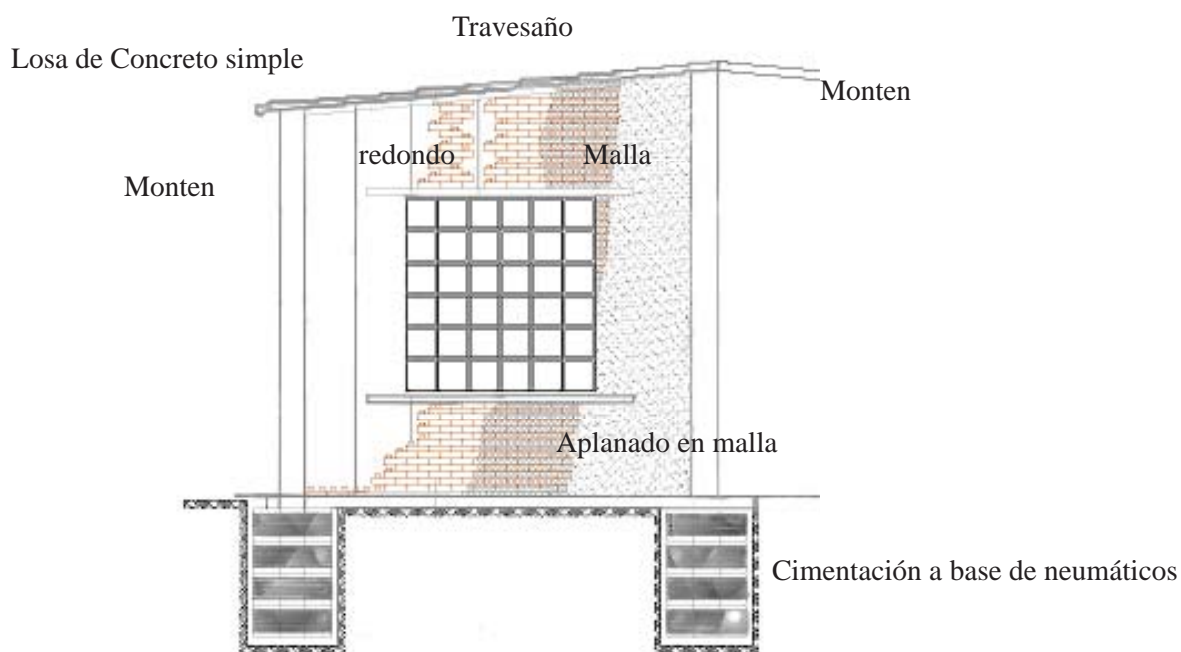 Travesaño
Losa de Concreto simple
Monten
redondo
Malla
Monten
Aplanado en malla
Cimentación a base de neumáticos